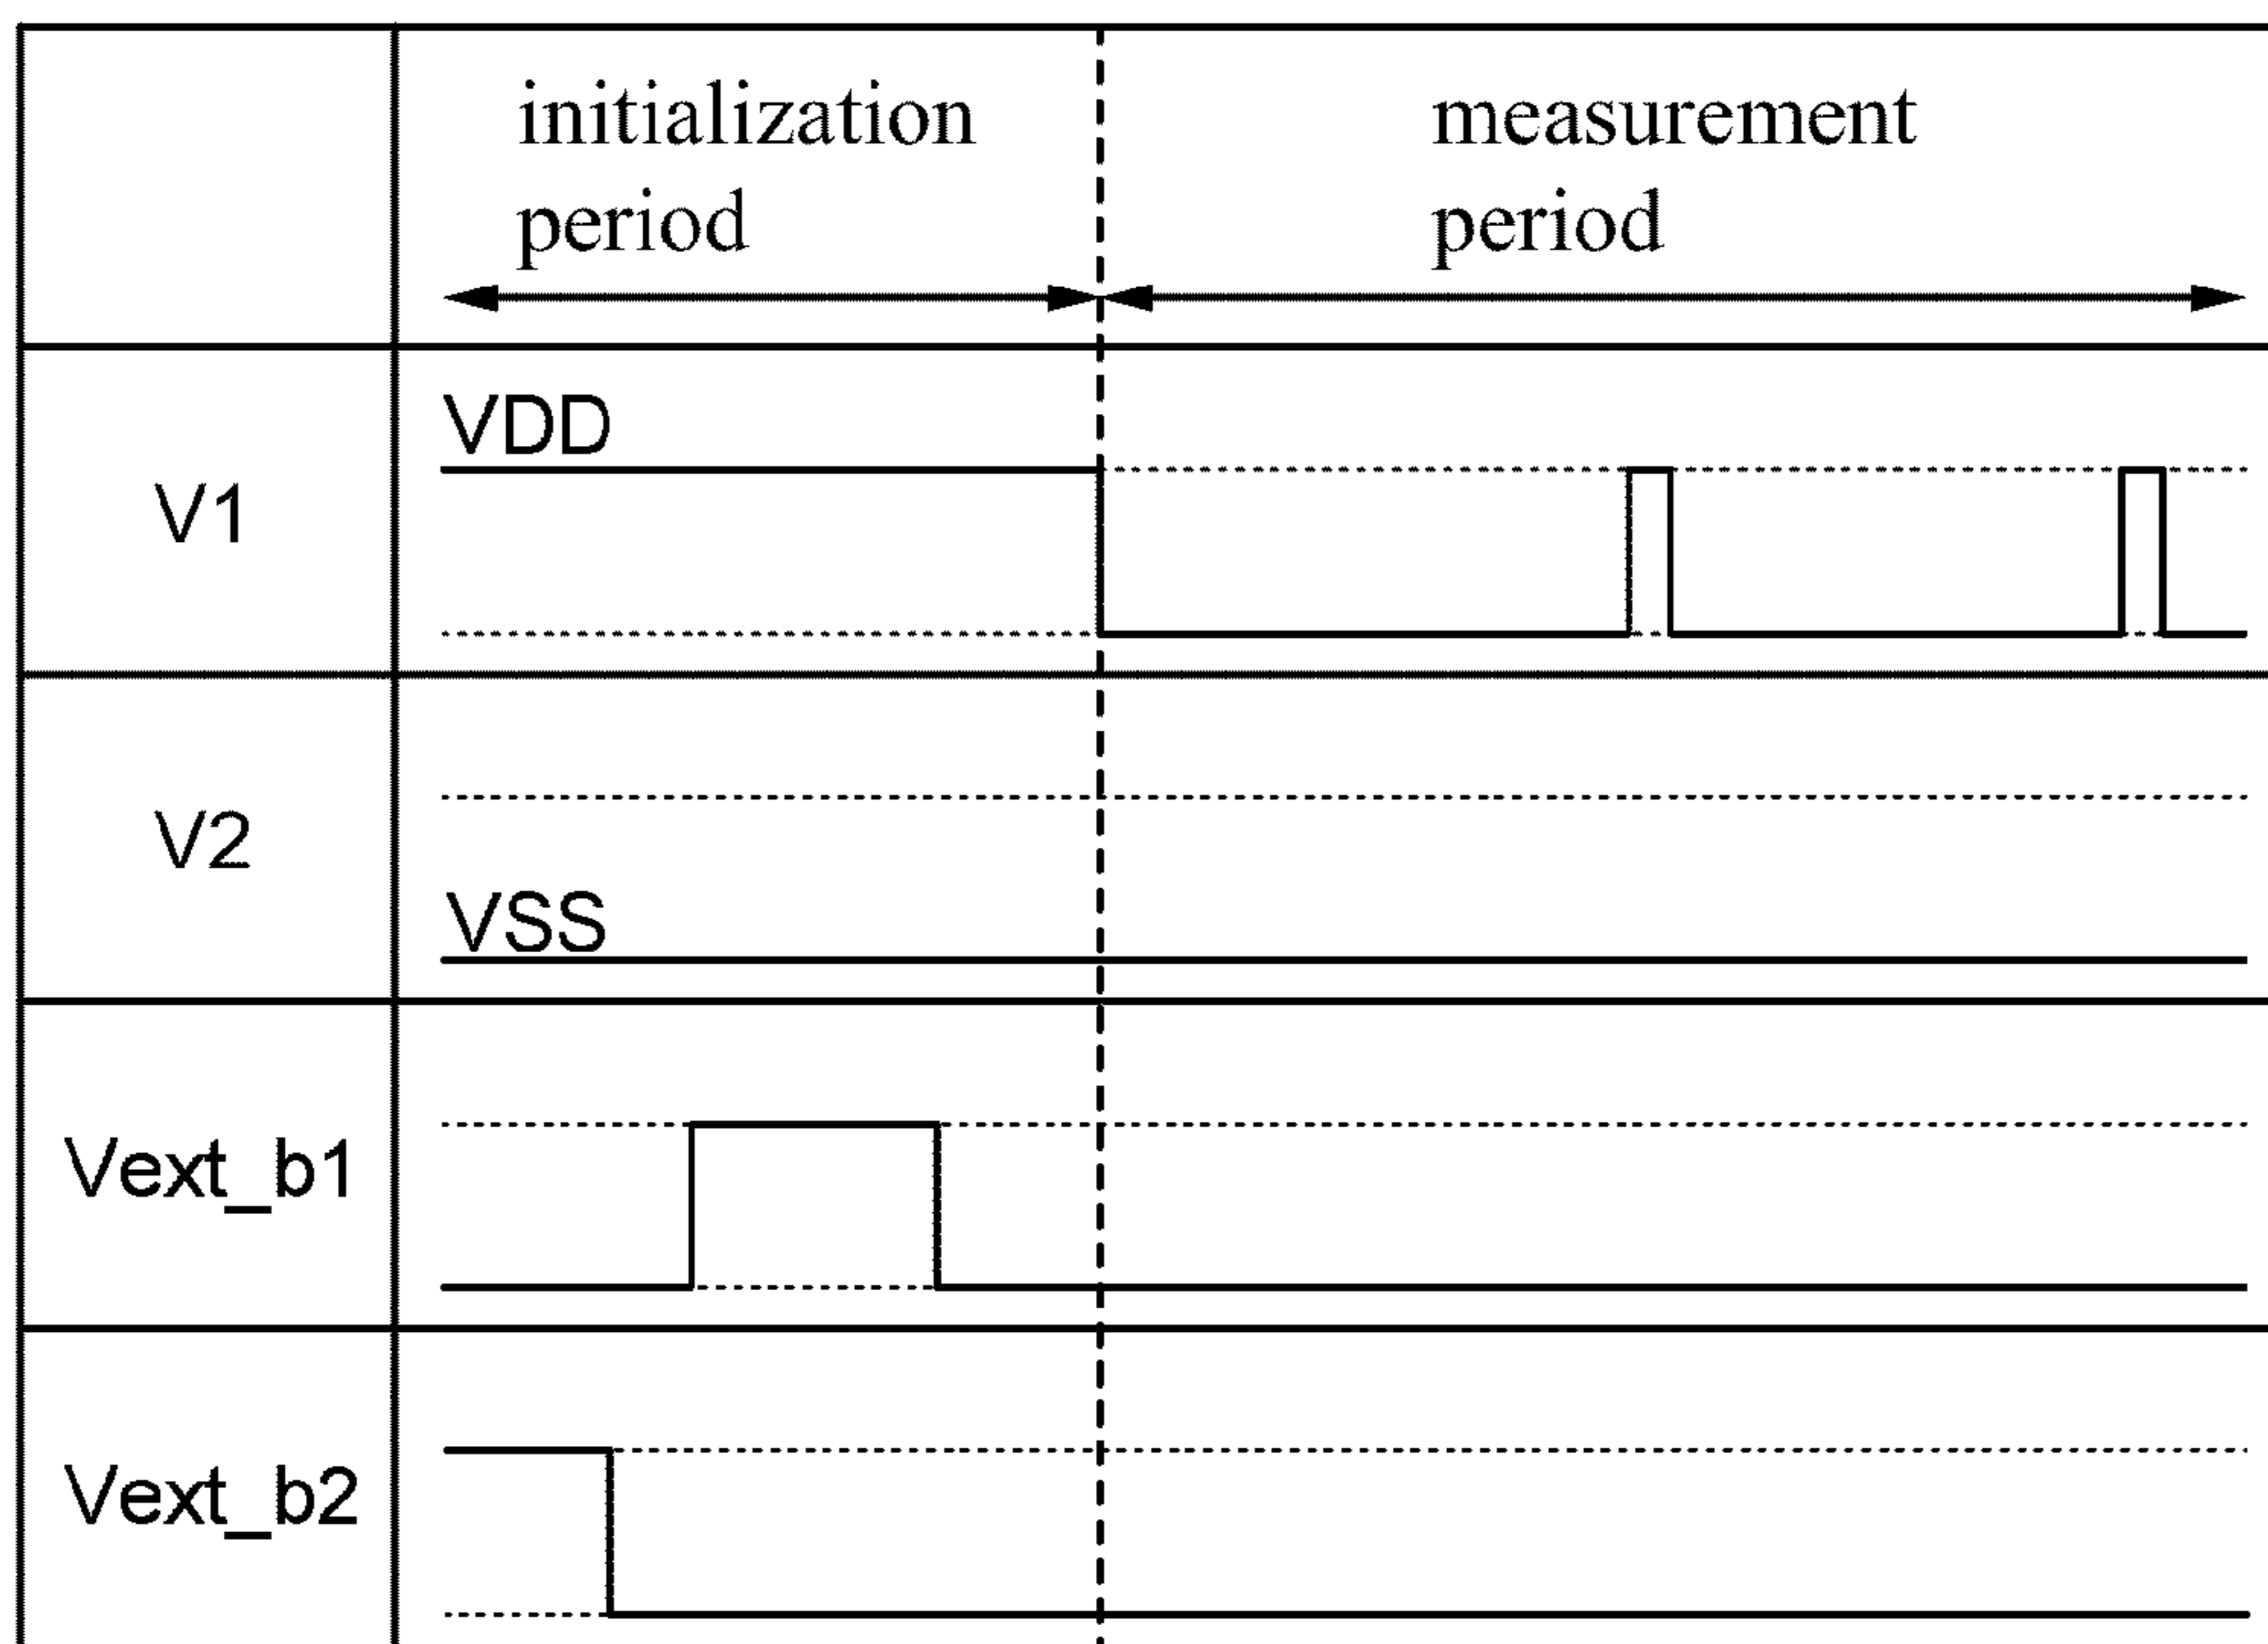 initialization
period
measurement
period
VDD
V1
V2
VSS
Vext_b1
Vext_b2